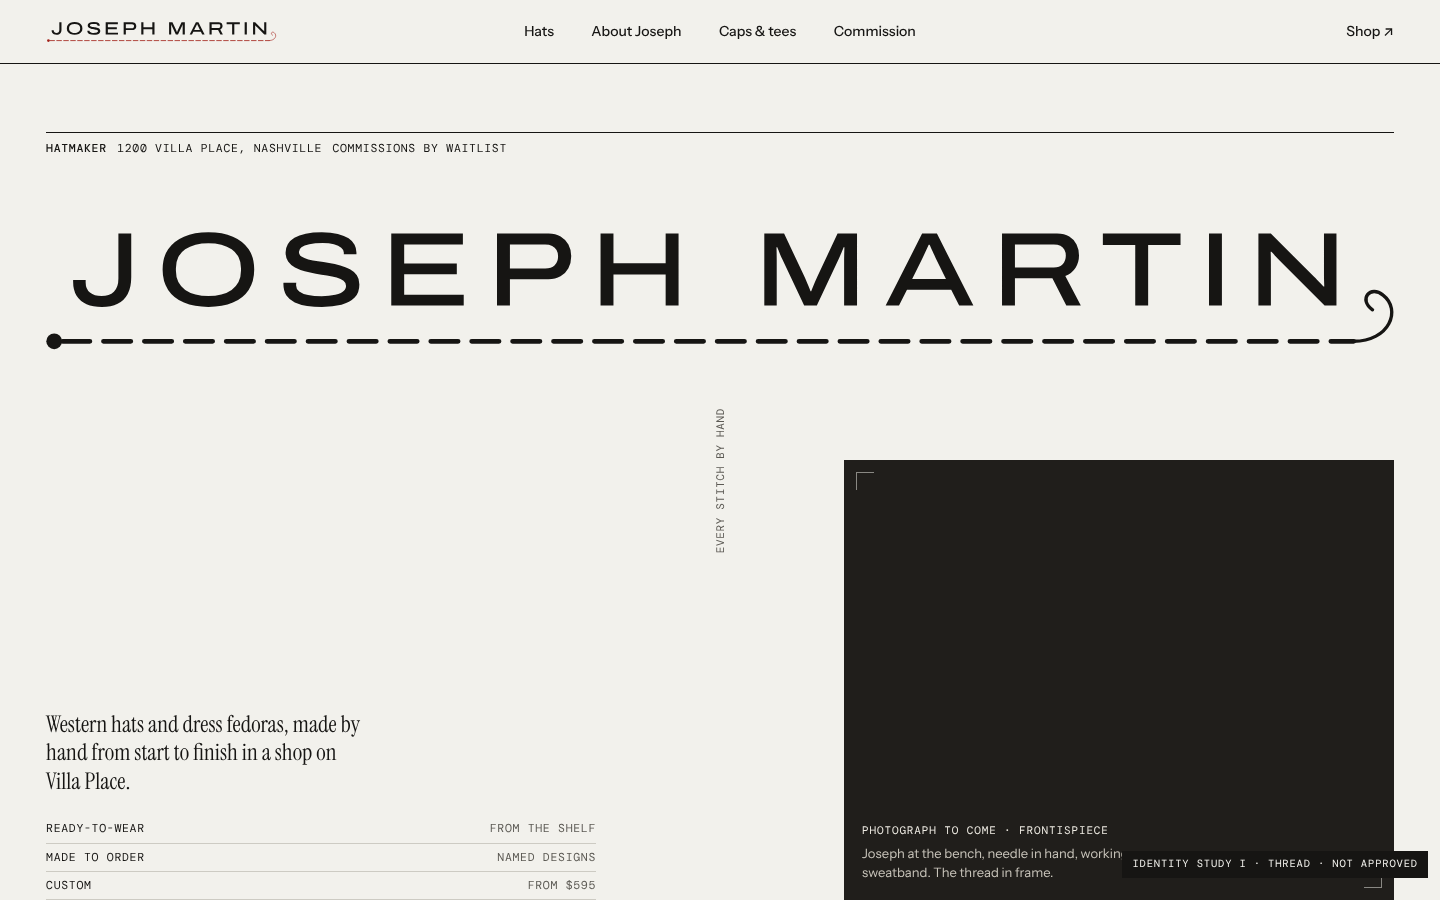 JOSEPH MARTIN
Hats
About Joseph
Caps & tees
Commission
Shop ↗
HATMAKER 1200 VILLA PLACE, NASHVILLE COMMISSIONS BY WAITLIST
JOSEPH MARTIN
EVERY STITCH BY HAND
Western hats and dress fedoras, made by
hand from start to finish in a shop on
Villa Place.
READY-TO-WEAR FROM THE SHELF
MADE TO ORDER NAMED DESIGNS
CUSTOM FROM $595
PHOTOGRAPH TO COME · FRONTISPIECE
Joseph at the bench, needle in hand, working
sweatband. The thread in frame.
IDENTITY STUDY I · THREAD · NOT APPROVED